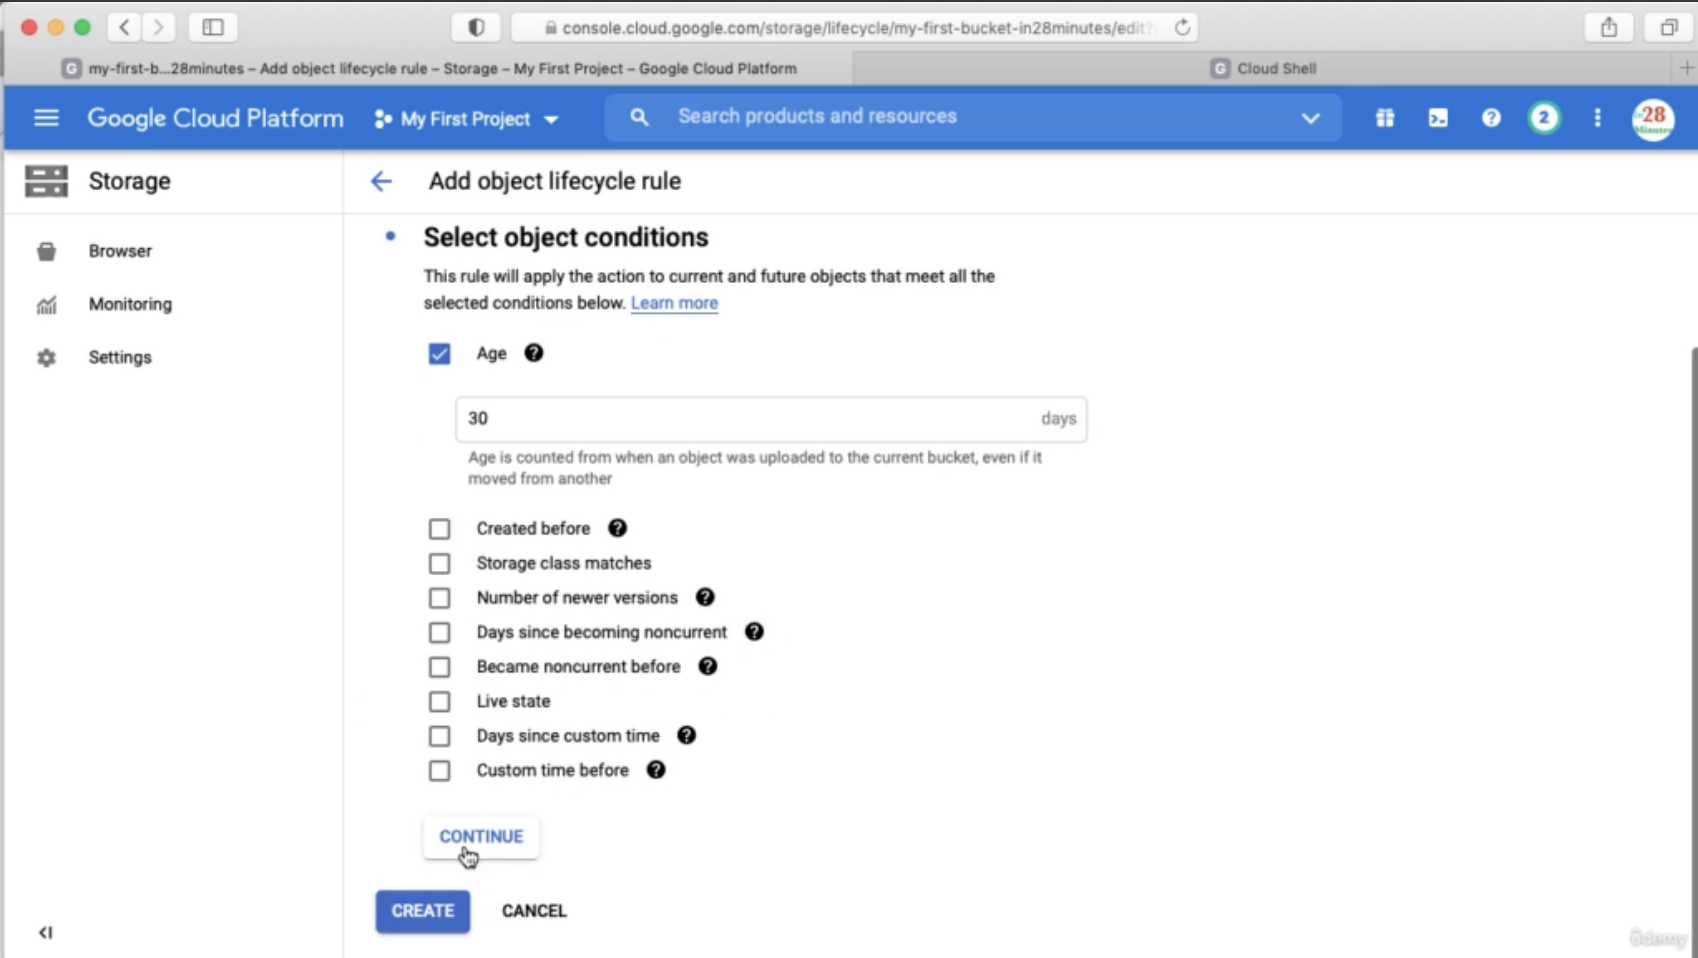 console.cloud.google.com/storage/lifecycle/my-first-bucket-in28minutes/edit?
G my-first-b...28minutes – Add object lifecycle rule – Storage – My First Project – Google Cloud Platform
G Cloud Shell
Google Cloud Platform
My First Project
Search products and resources
2
in28
Minutes
Storage
Add object lifecycle rule
Browser
Monitoring
Settings
Select object conditions
This rule will apply the action to current and future objects that meet all the
selected conditions below. Learn more
Age
30 days
Age is counted from when an object was uploaded to the current bucket, even if it
moved from another
Created before
Storage class matches
Number of newer versions
Days since becoming noncurrent
Became noncurrent before
Live state
Days since custom time
Custom time before
CONTINUE
CREATE
CANCEL
ûdemy